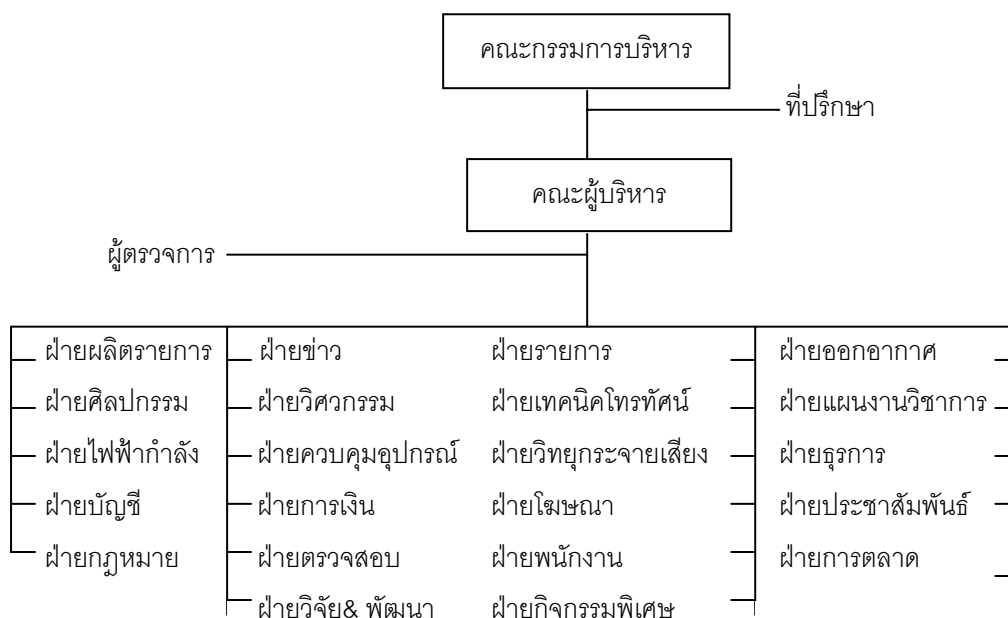 คณะกรรมการบริหาร
ที่ปรึกษา
คณะผู้บริหาร
ผู้ตรวจการ
ฝ่ายผลิตรายการ
ฝ่ายศิลปกรรม
ฝ่ายไฟฟ้ากำลัง
ฝ่ายบัญชี
ฝ่ายกฎหมาย
ฝ่ายข่าว
ฝ่ายวิศวกรรม
ฝ่ายควบคุมอุปกรณ์
ฝ่ายการเงิน
ฝ่ายตรวจสอบ
ฝ่ายวิจัย& พัฒนา
ฝ่ายรายการ
ฝ่ายเทคนิคโทรทัศน์
ฝ่ายวิทยุกระจายเสียง
ฝ่ายโฆษณา
ฝ่ายพนักงาน
ฝ่ายกิจกรรมพิเศษ
ฝ่ายออกอากาศ
ฝ่ายแผนงานวิชาการ
ฝ่ายธุรการ
ฝ่ายประชาสัมพันธ์
ฝ่ายการตลาด